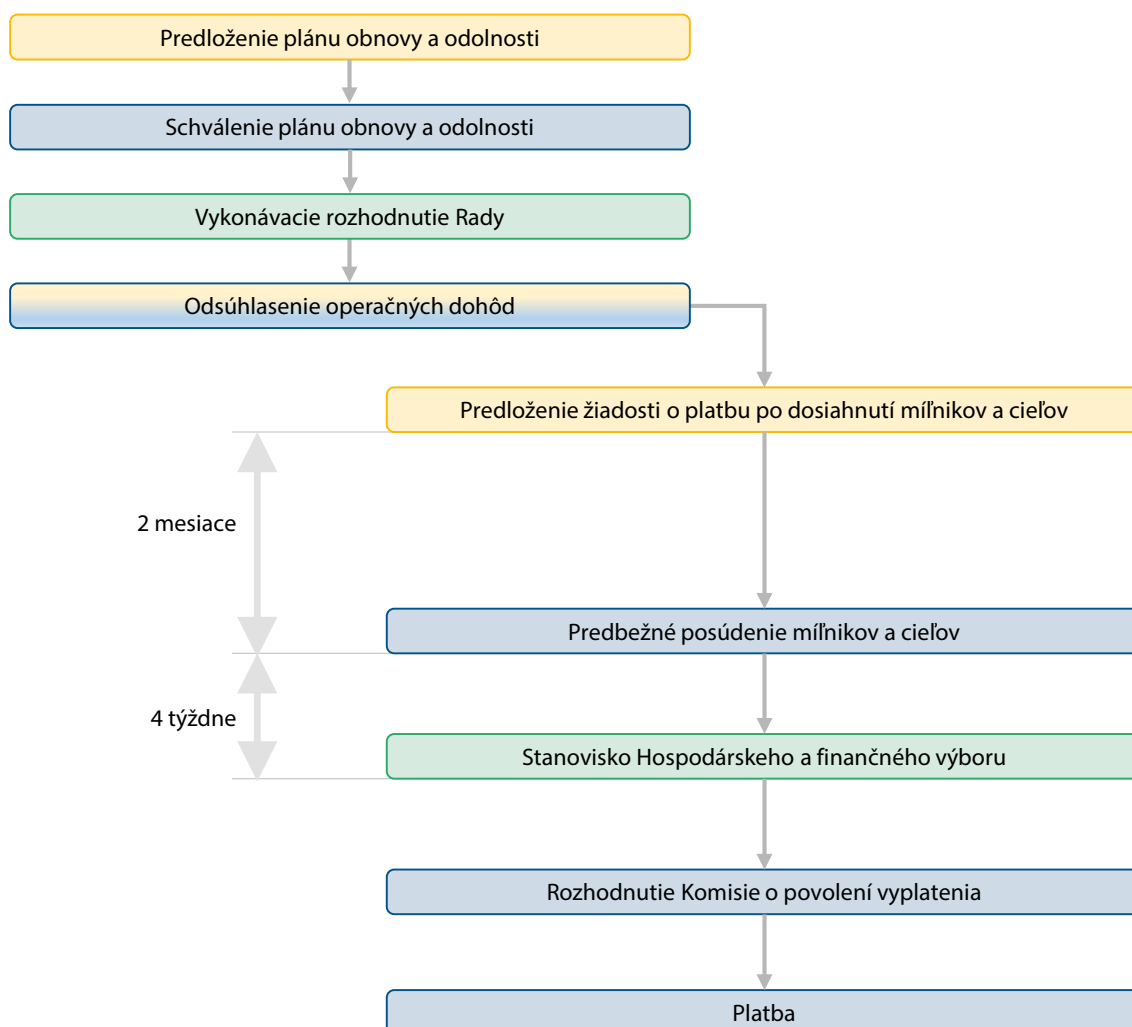 Predloženie plánu obnovy a odolnosti
Schválenie plánu obnovy a odolnosti
Vykonávacie rozhodnutie Rady
Odsúhlasenie operačných dohôd
Predloženie žiadosti o platbu po dosiahnutí míľnikov a cieľov
2 mesiace
Predbežné posúdenie míľnikov a cieľov
4 týždne
Stanovisko Hospodárskeho a finančného výboru
Rozhodnutie Komisie o povolení vyplatenia
Platba